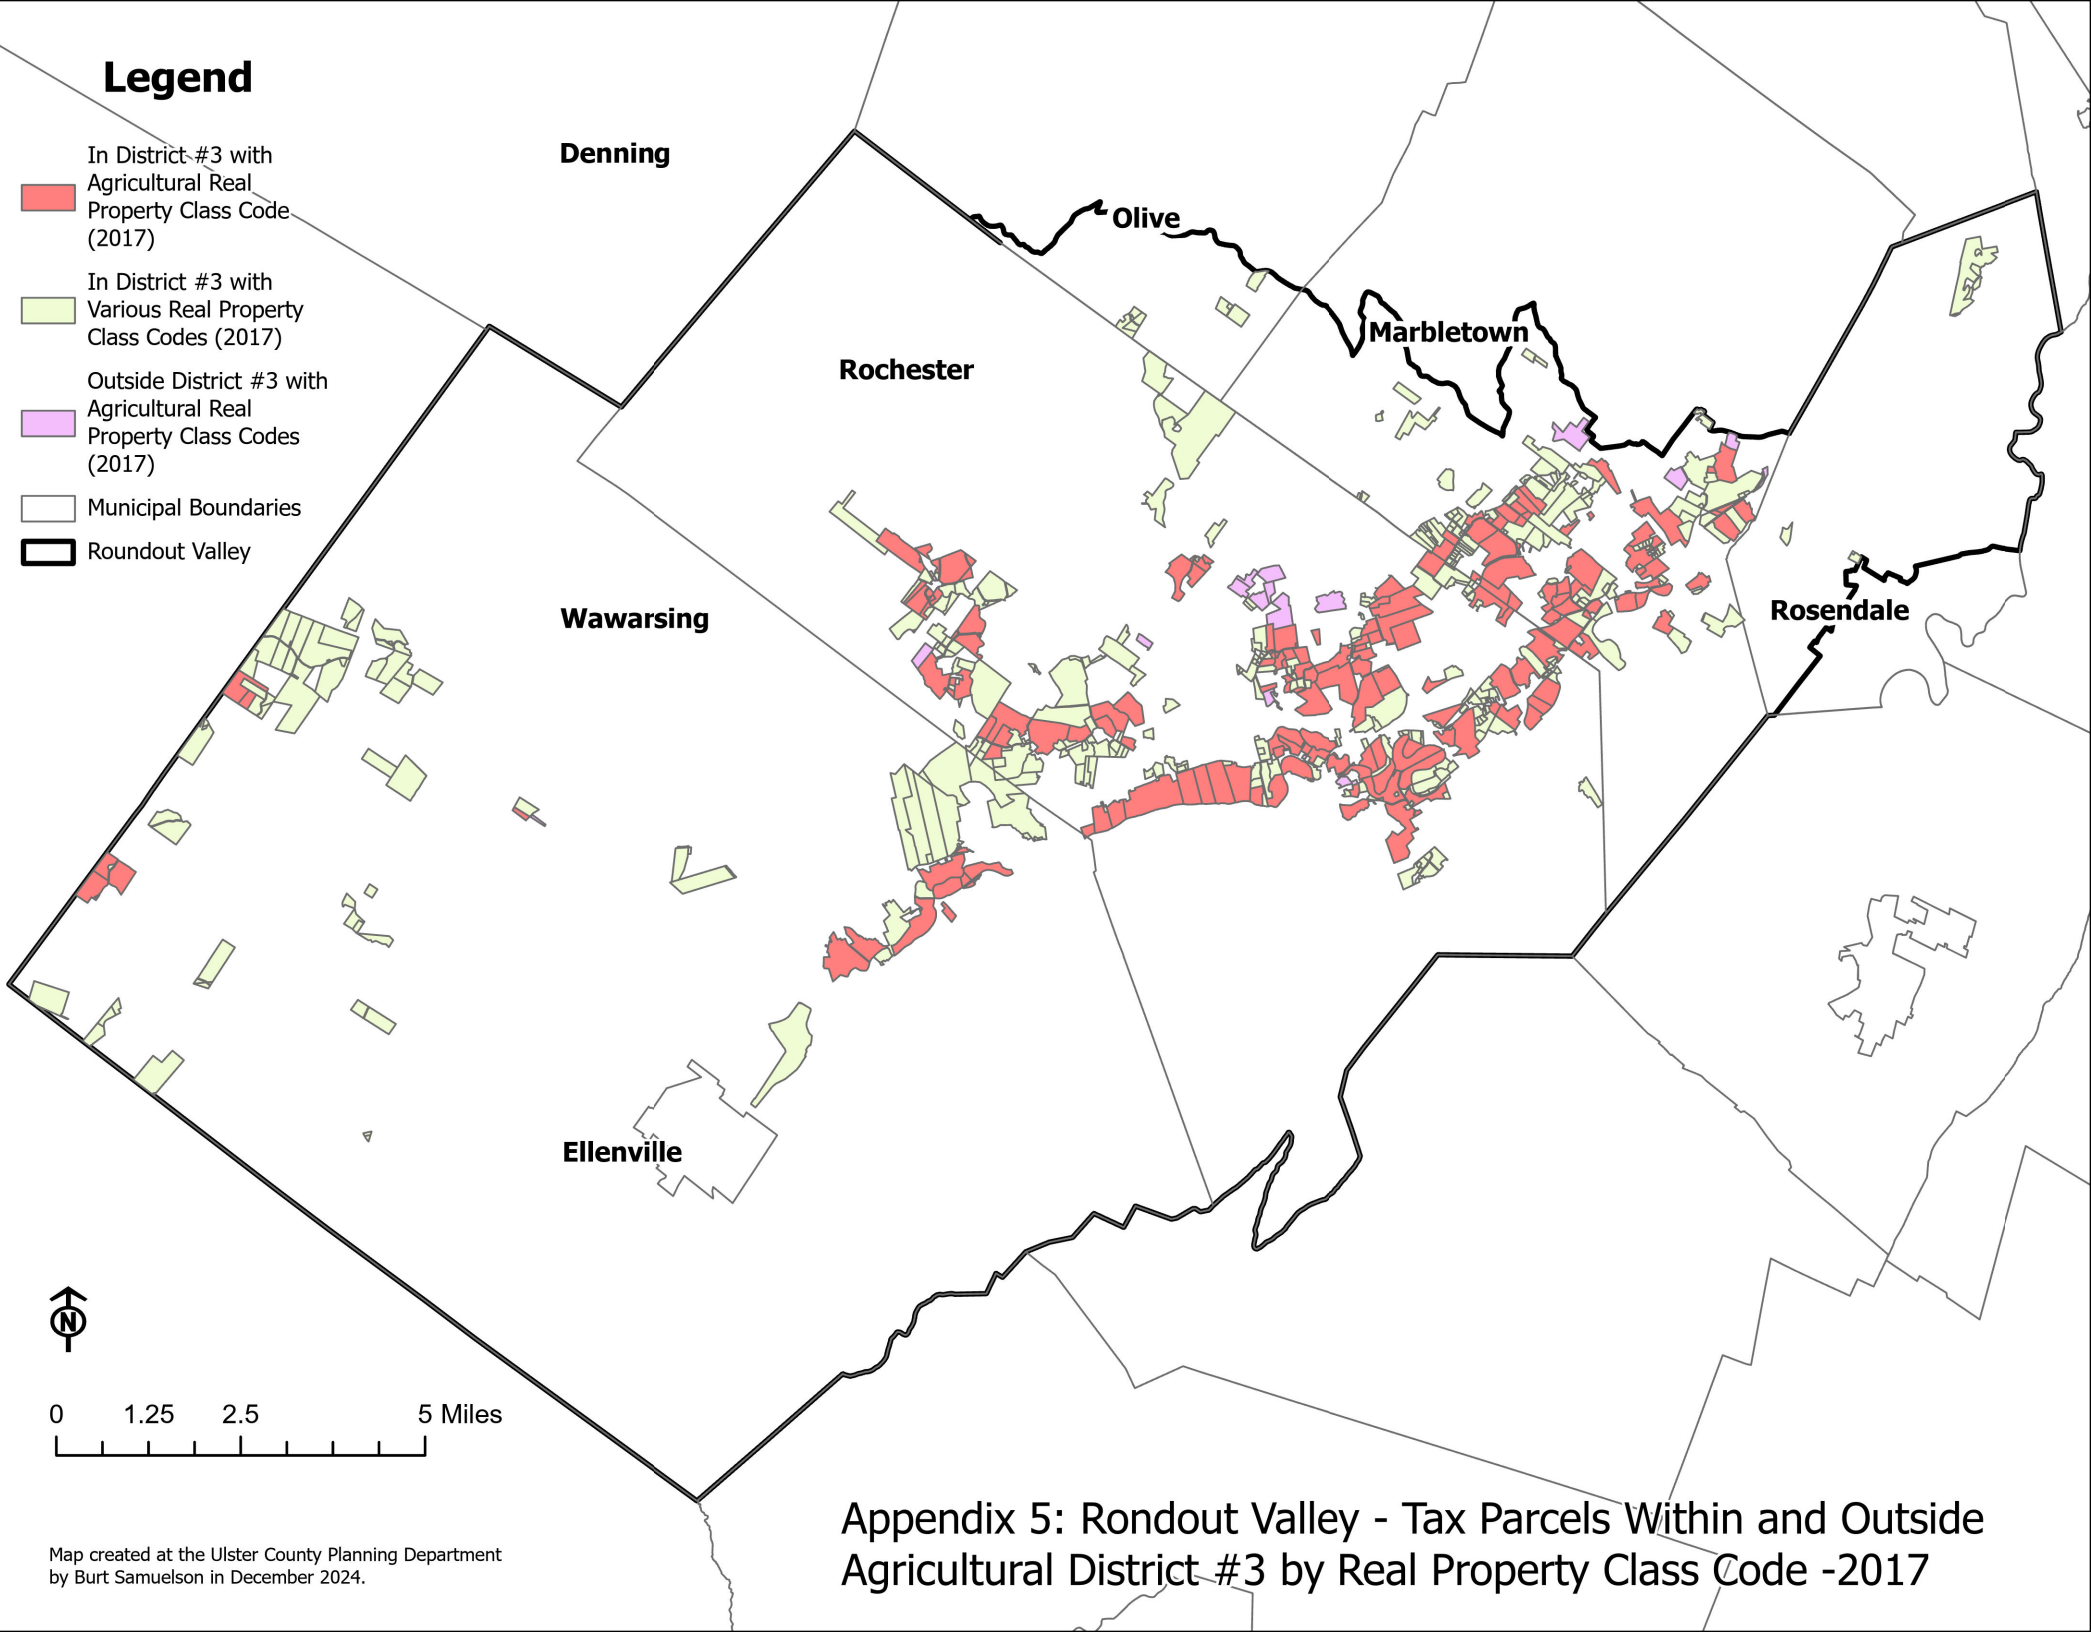 Legend
In District #3 with
Agricultural Real
Property Class Code
(2017)
In District #3 with
Various Real Property
Class Codes (2017)
Outside District #3 with
Agricultural Real
Property Class Codes
(2017)
Municipal Boundaries
Roundout Valley
Denning
Olive
Marbletown
Rochester
Wawarsing
Rosendale
Ellenville
N
0 1.25 2.5 5 Miles
Map created at the Ulster County Planning Department
by Burt Samuelson in December 2024.
Appendix 5: Rondout Valley - Tax Parcels Within and Outside
Agricultural District #3 by Real Property Class Code -2017